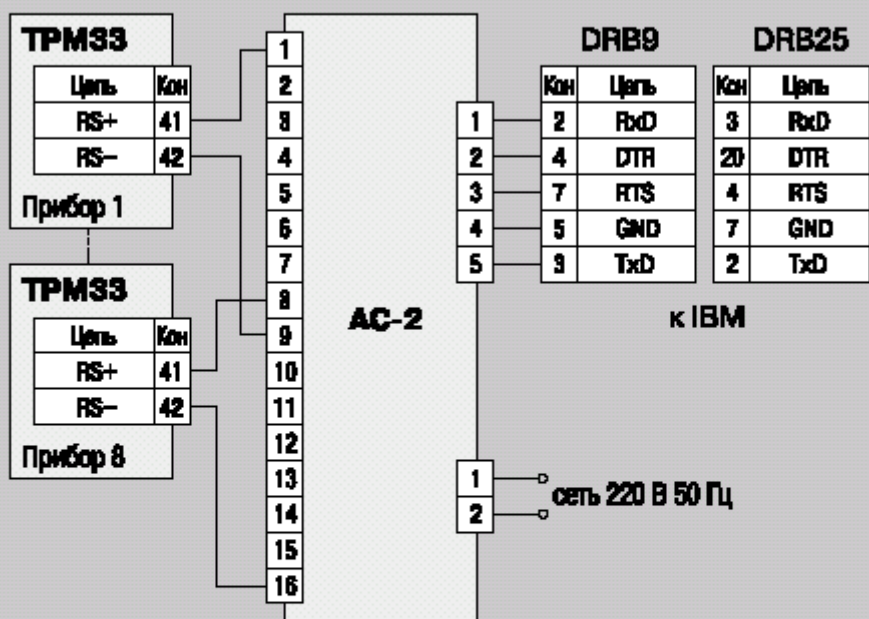 ТРМ33
Цепь Кон
RS+ 41
RS− 42
Прибор 1
ТРМ33
Цепь Кон
RS+ 41
RS− 42
Прибор 8
1
2
3
4
5
6
7
8
9
10
11
12
13
14
15
16
АС-2
1
2
3
4
5
1
2
DRB9
Кон Цепь
2 RxD
4 DTR
7 RTS
5 GND
3 TxD
DRB25
Кон Цепь
3 RxD
20 DTR
4 RTS
7 GND
2 TxD
к IBM
сеть 220 В 50 Гц